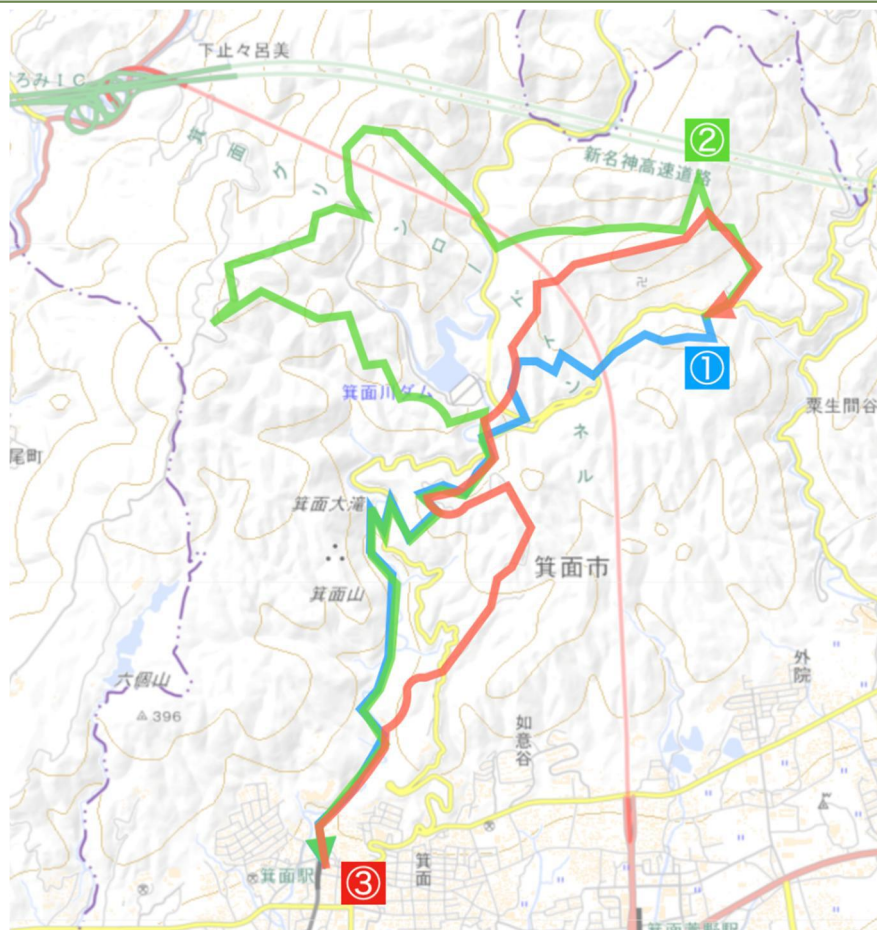 下止々呂美
ろみIC
②
新名神高速道路
箕面グリーンロードトンネル
①
箕面川ダム
粟生間谷
尾町
箕面大滝
箕面市
箕面山
外院
六個山
396
如意谷
箕面
箕面駅
③
箕面萱野駅